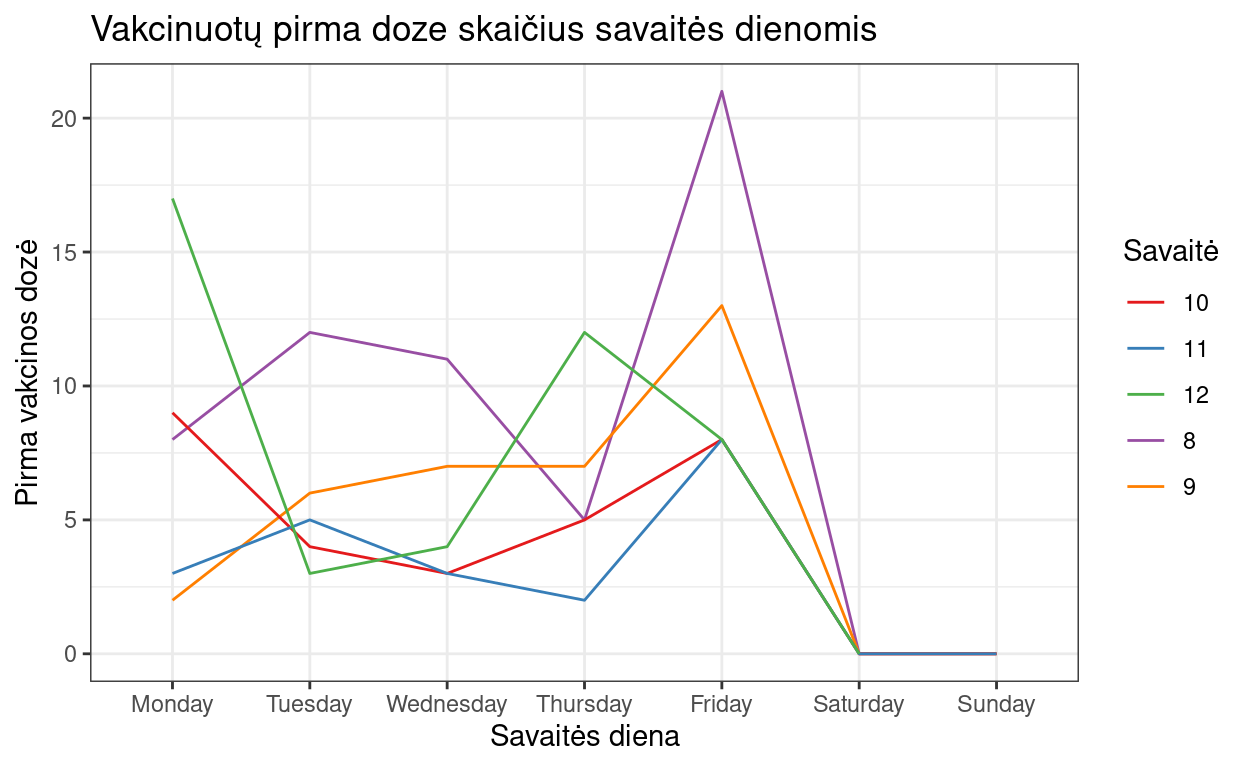 Vakcinuotų pirma doze skaičius savaitės dienomis
Pirma vakcinos dozė
20
15
10
5
0
Monday Tuesday Wednesday Thursday Friday Saturday Sunday
Savaitės diena
Savaitė
10
11
12
8
9